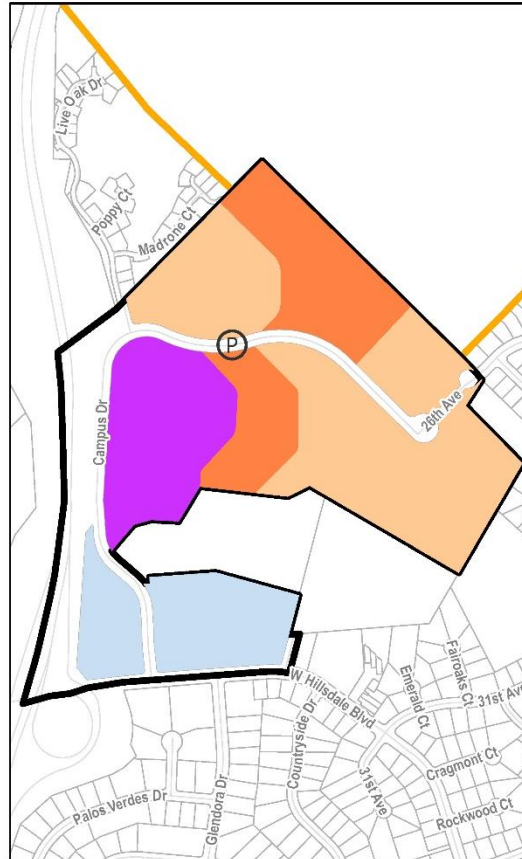 Live Oak Dr
Poppy Ct
Madrone Ct
P
Campus Dr
26th Ave
W Hillsdale Blvd
Countryside Dr
Emerald Ct
Fairoaks Ct
31st Ave
31st Ave
Cragmont Ct
Rockwood Ct
Glendora Dr
Palos Verdes Dr